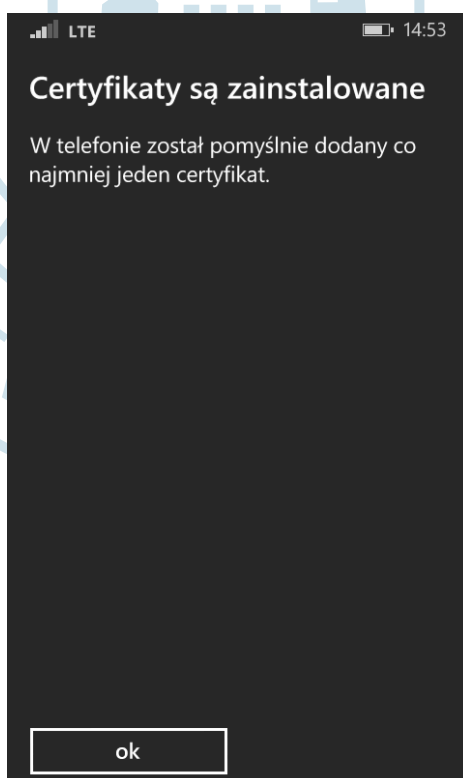 LTE 14:53
Certyfikaty są zainstalowane
W telefonie został pomyślnie dodany co
najmniej jeden certyfikat.
ok